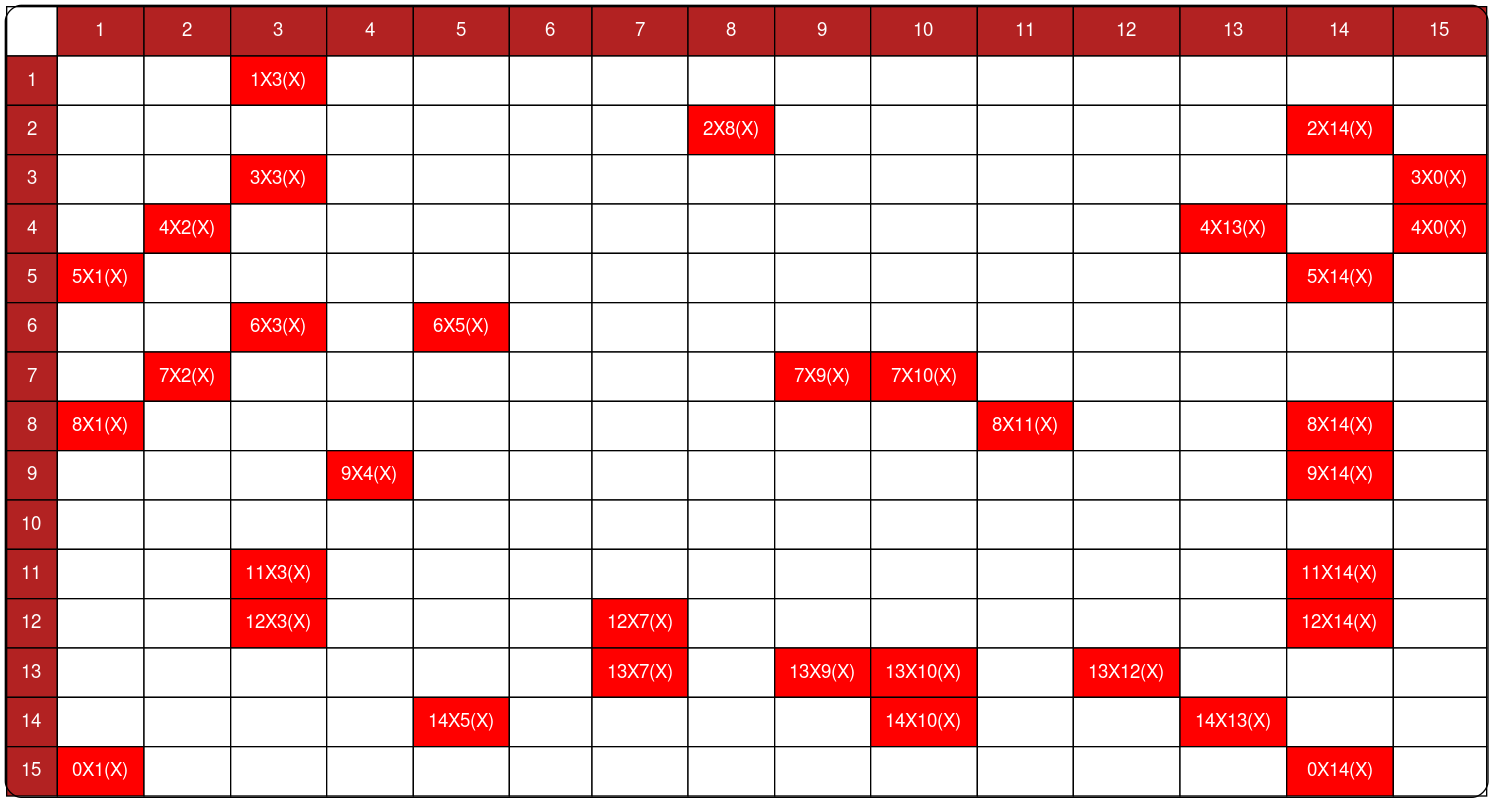 1 2 3 4 5 6 7 8 9 10 11 12 13 14 15
1 1X3(X)
2 2X8(X) 2X14(X)
3 3X3(X) 3X0(X)
4 4X2(X) 4X13(X) 4X0(X)
5 5X1(X) 5X14(X)
6 6X3(X) 6X5(X)
7 7X2(X) 7X9(X) 7X10(X)
8 8X1(X) 8X11(X) 8X14(X)
9 9X4(X) 9X14(X)
10
11 11X3(X) 11X14(X)
12 12X3(X) 12X7(X) 12X14(X)
13 13X7(X) 13X9(X) 13X10(X) 13X12(X)
14 14X5(X) 14X10(X) 14X13(X)
15 0X1(X) 0X14(X)